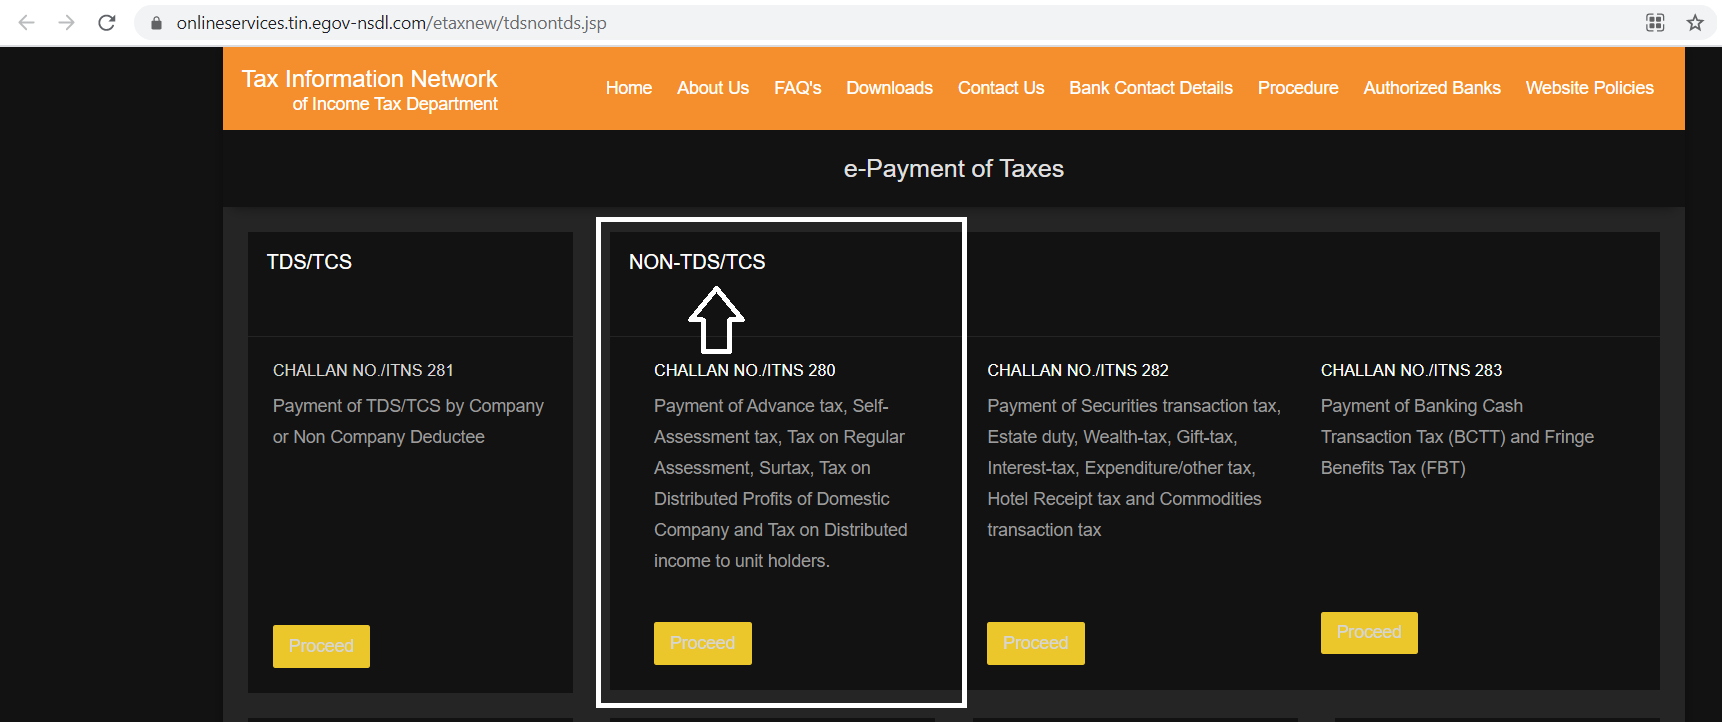 onlineservices.tin.egov-nsdl.com/etaxnew/tdsnontds.jsp
Tax Information Network
of Income Tax Department
Home
About Us
FAQ's
Downloads
Contact Us
Bank Contact Details
Procedure
Authorized Banks
Website Policies
e-Payment of Taxes
TDS/TCS
CHALLAN NO./ITNS 281
Payment of TDS/TCS by Company
or Non Company Deductee
Proceed
NON-TDS/TCS
CHALLAN NO./ITNS 280
Payment of Advance tax, Self-
Assessment tax, Tax on Regular
Assessment, Surtax, Tax on
Distributed Profits of Domestic
Company and Tax on Distributed
income to unit holders.
Proceed
CHALLAN NO./ITNS 282
Payment of Securities transaction tax,
Estate duty, Wealth-tax, Gift-tax,
Interest-tax, Expenditure/other tax,
Hotel Receipt tax and Commodities
transaction tax
Proceed
CHALLAN NO./ITNS 283
Payment of Banking Cash
Transaction Tax (BCTT) and Fringe
Benefits Tax (FBT)
Proceed